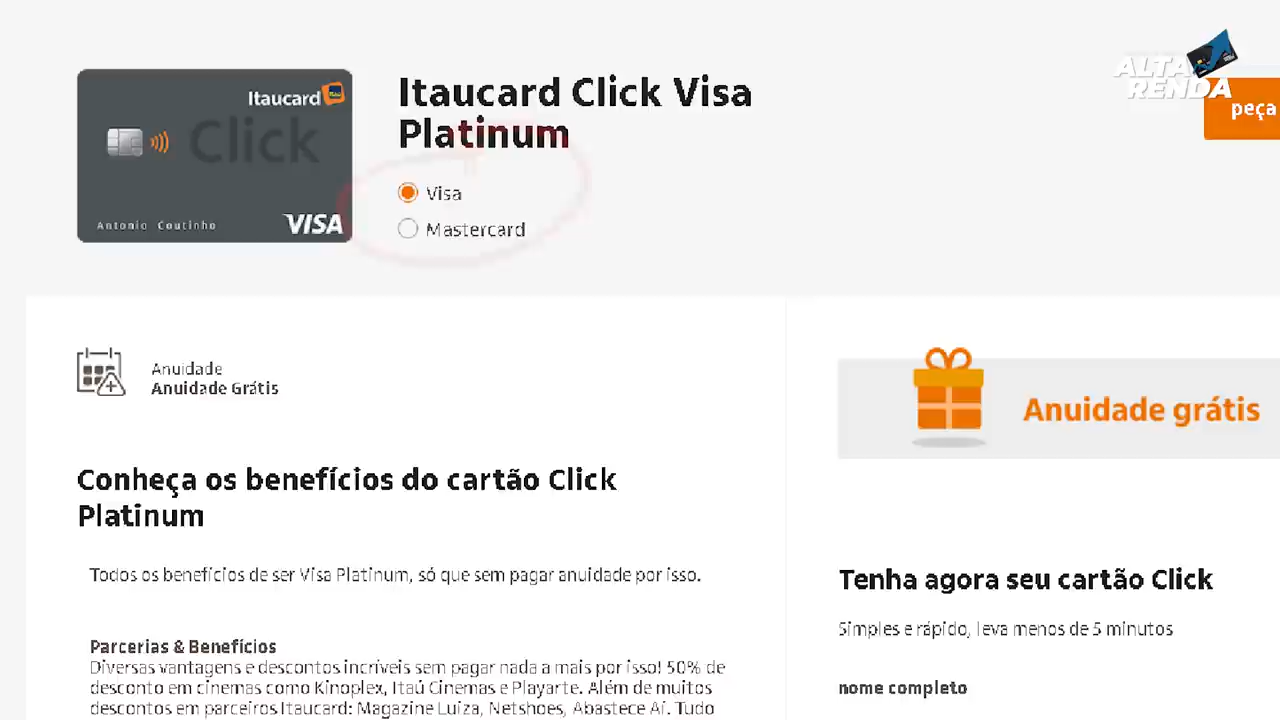 ALTA
RENDA
peça
Itaucard
Click
Antonio Coutinho
VISA
Itaucard Click Visa
Platinum
Visa
Mastercard
Anuidade
Anuidade Grátis
Conheça os benefícios do cartão Click
Platinum
Todos os benefícios de ser Visa Platinum, só que sem pagar anuidade por isso.
Parcerias & Benefícios
Diversas vantagens e descontos incríveis sem pagar nada a mais por isso! 50% de
desconto em cinemas como Kinoplex, Itaú Cinemas e Playarte. Além de muitos
descontos em parceiros Itaucard: Magazine Luiza, Netshoes, Abastece Aí. Tudo
Anuidade grátis
Tenha agora seu cartão Click
Simples e rápido, leva menos de 5 minutos
nome completo